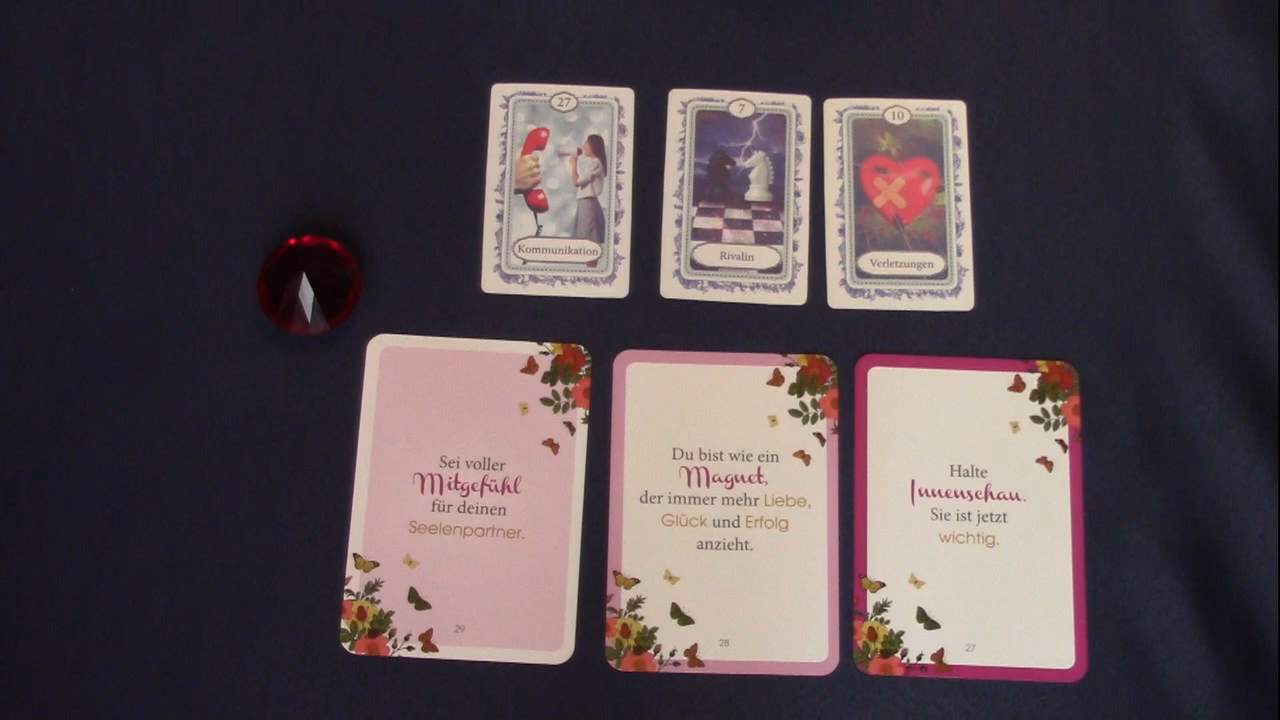 27
Kommunikation
7
Rivalin
10
Verletzungen
Sei voller
Mitgefühl
für deinen
Seelenpartner.
29
Du bist wie ein
Magnet,
der immer mehr Liebe,
Glück und Erfolg
anzieht.
28
Halte
Innenschau.
Sie ist jetzt
wichtig.
27